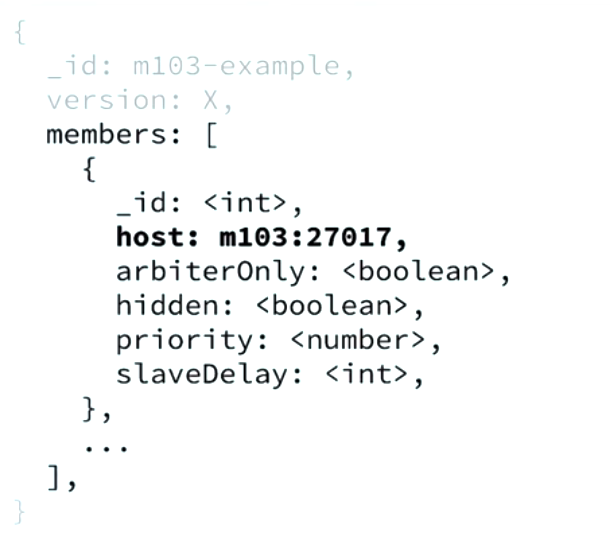 {
_id: m103-example,
version: X,
members: [
{
_id: <int>,
host: m103:27017,
arbiterOnly: <boolean>,
hidden: <boolean>,
priority: <number>,
slaveDelay: <int>,
},
...
],
}